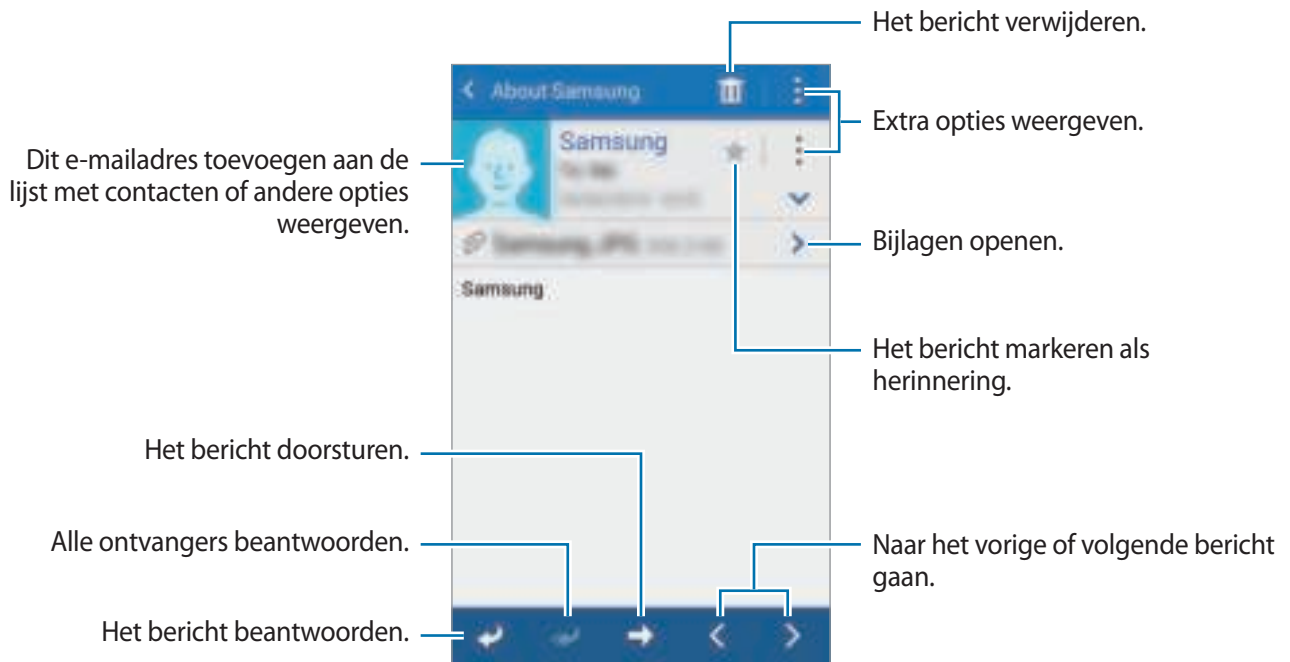 Het bericht verwijderen.
About Samsung
Extra opties weergeven.
Dit e-mailadres toevoegen aan de
lijst met contacten of andere opties
weergeven.
Samsung
Samsung.JPG
Bijlagen openen.
Samsung
Het bericht markeren als
herinnering.
Het bericht doorsturen.
Alle ontvangers beantwoorden.
Naar het vorige of volgende bericht
gaan.
Het bericht beantwoorden.